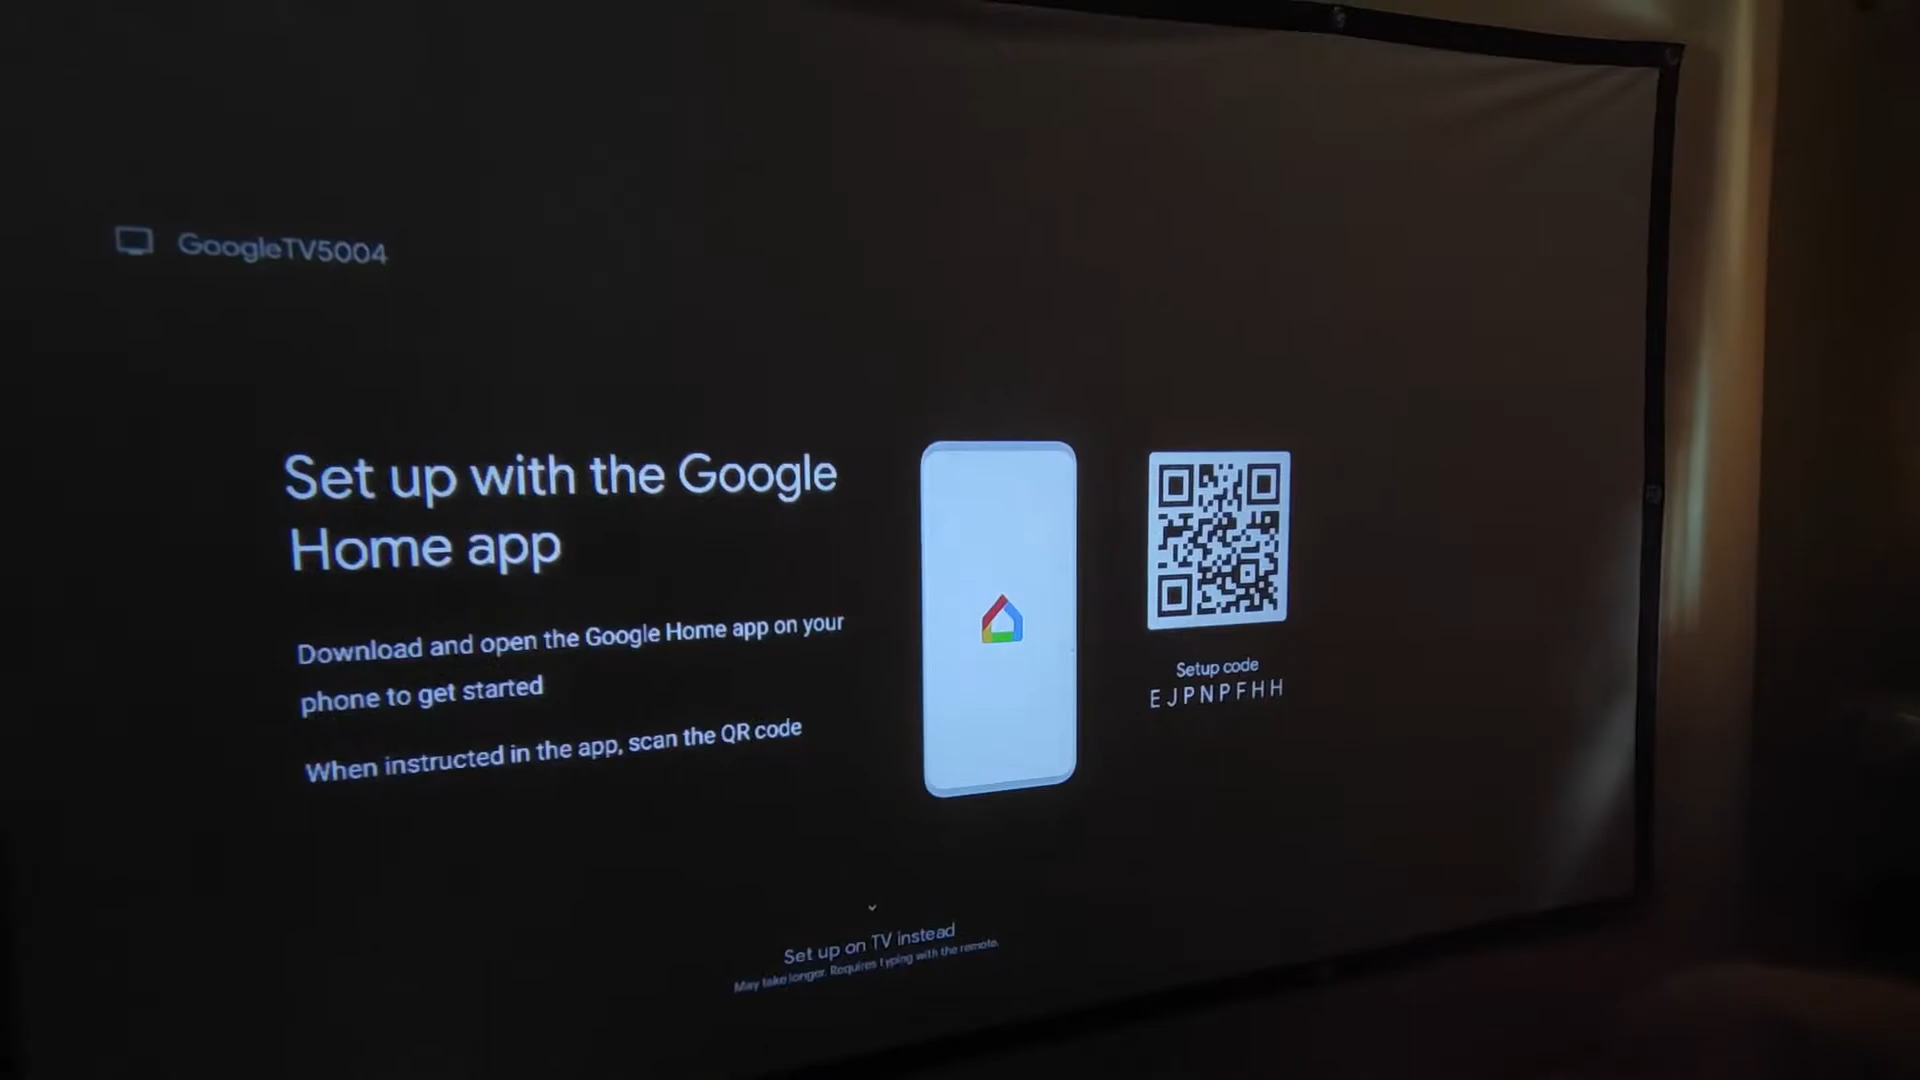 GoogleTV5004
Set up with the Google
Home app
Download and open the Google Home app on your
phone to get started
When instructed in the app, scan the QR code
Setup code
EJPNPFHH
Set up on TV instead
May take longer. Requires typing with the remote.